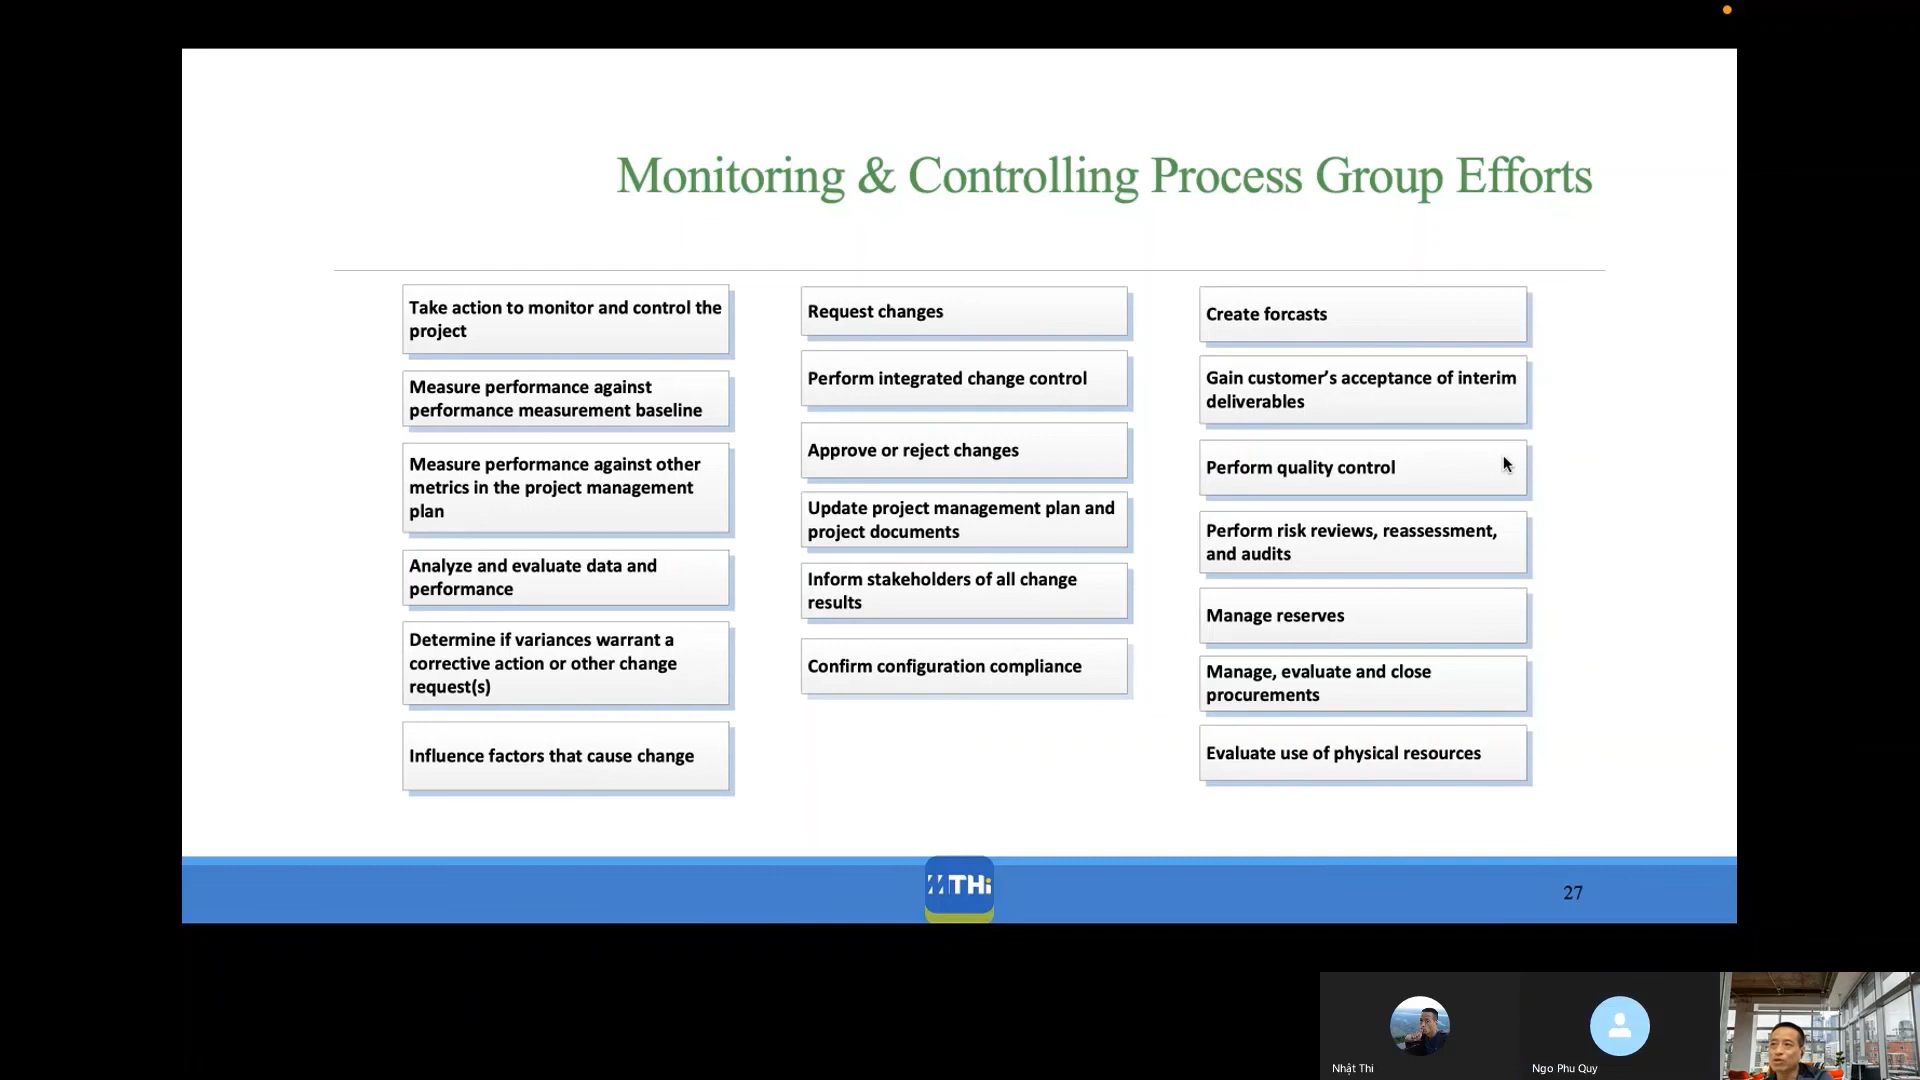 Monitoring & Controlling Process Group Efforts
Take action to monitor and control the
project
Measure performance against
performance measurement baseline
Measure performance against other
metrics in the project management
plan
Analyze and evaluate data and
performance
Determine if variances warrant a
corrective action or other change
request(s)
Influence factors that cause change
Request changes
Perform integrated change control
Approve or reject changes
Update project management plan and
project documents
Inform stakeholders of all change
results
Confirm configuration compliance
Create forcasts
Gain customer’s acceptance of interim
deliverables
Perform quality control
Perform risk reviews, reassessment,
and audits
Manage reserves
Manage, evaluate and close
procurements
Evaluate use of physical resources
MTHi
27
Nhật Thi
Ngo Phu Quy